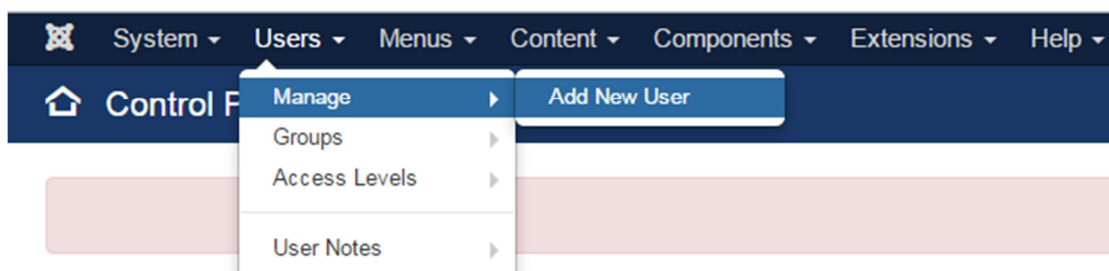 System Users Menus Content Components Extensions Help
Control P
Manage Add New User
Groups
Access Levels
User Notes